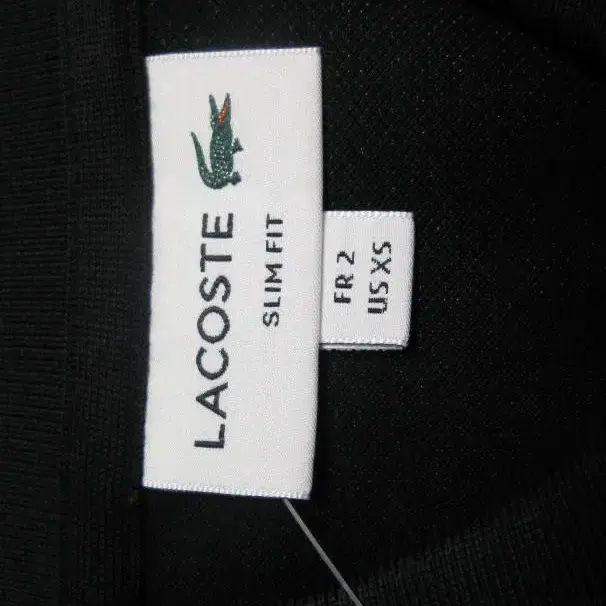 LACOSTE
SLIM FIT
FR 2
US XS